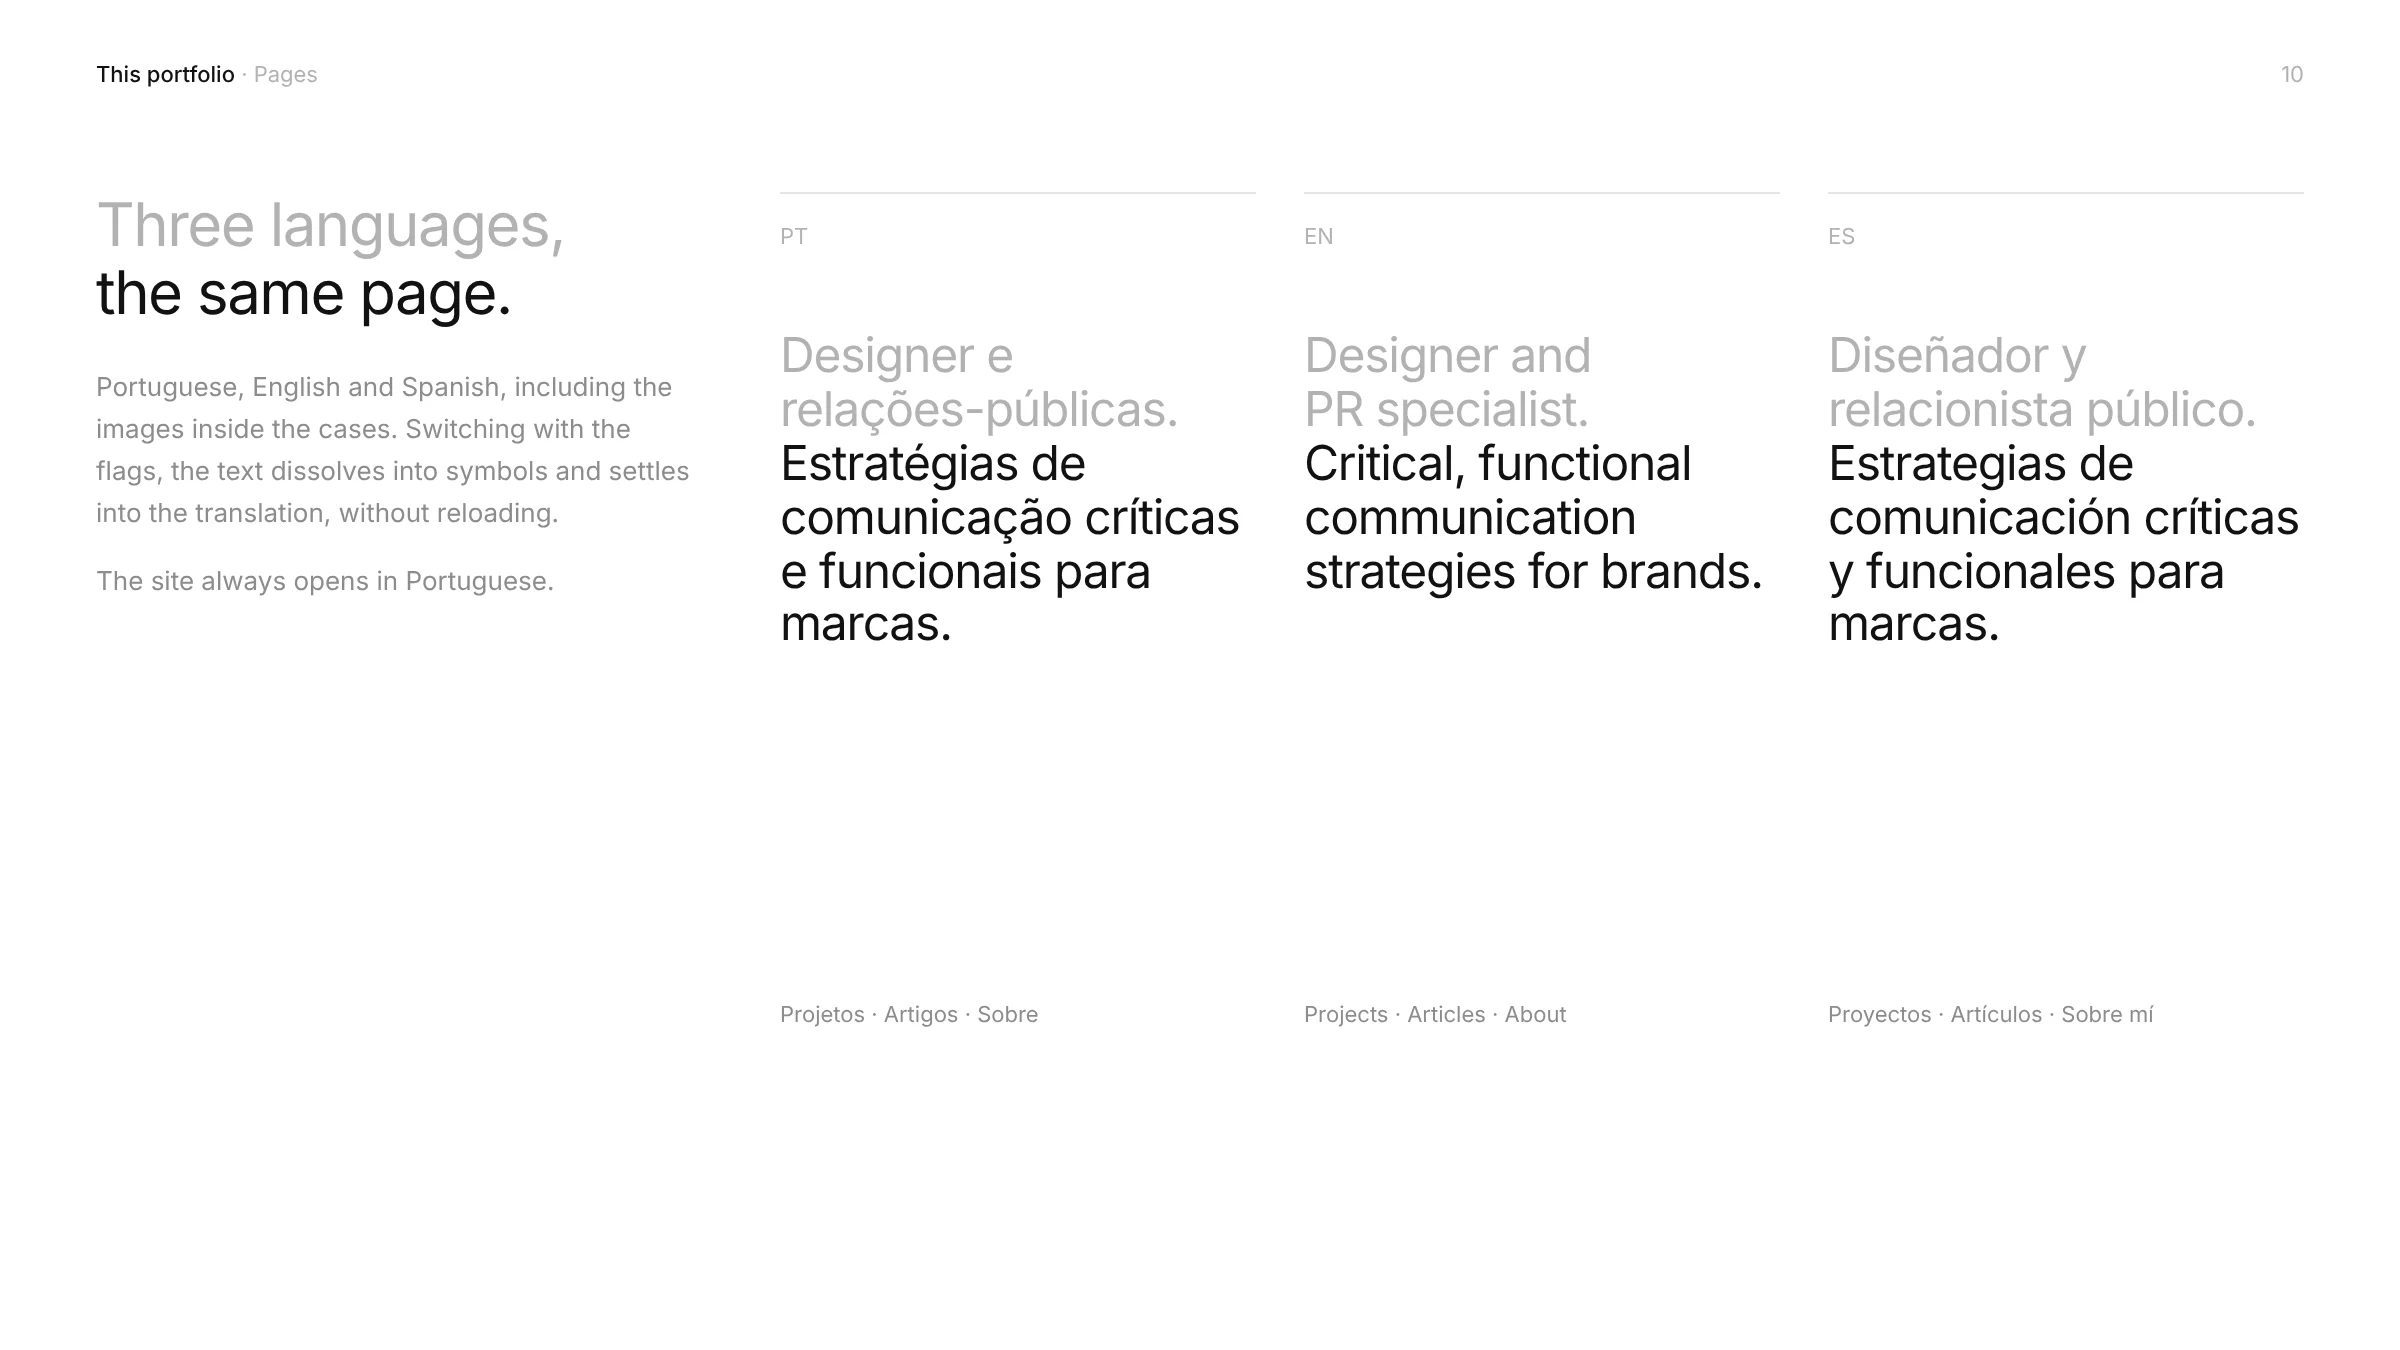 This portfolio · Pages
10
Three languages,
the same page.
Portuguese, English and Spanish, including the
images inside the cases. Switching with the
flags, the text dissolves into symbols and settles
into the translation, without reloading.
The site always opens in Portuguese.
PT
Designer e
relações-públicas.
Estratégias de
comunicação críticas
e funcionais para
marcas.
Projetos · Artigos · Sobre
EN
Designer and
PR specialist.
Critical, functional
communication
strategies for brands.
Projects · Articles · About
ES
Diseñador y
relacionista público.
Estrategias de
comunicación críticas
y funcionales para
marcas.
Proyectos · Artículos · Sobre mí